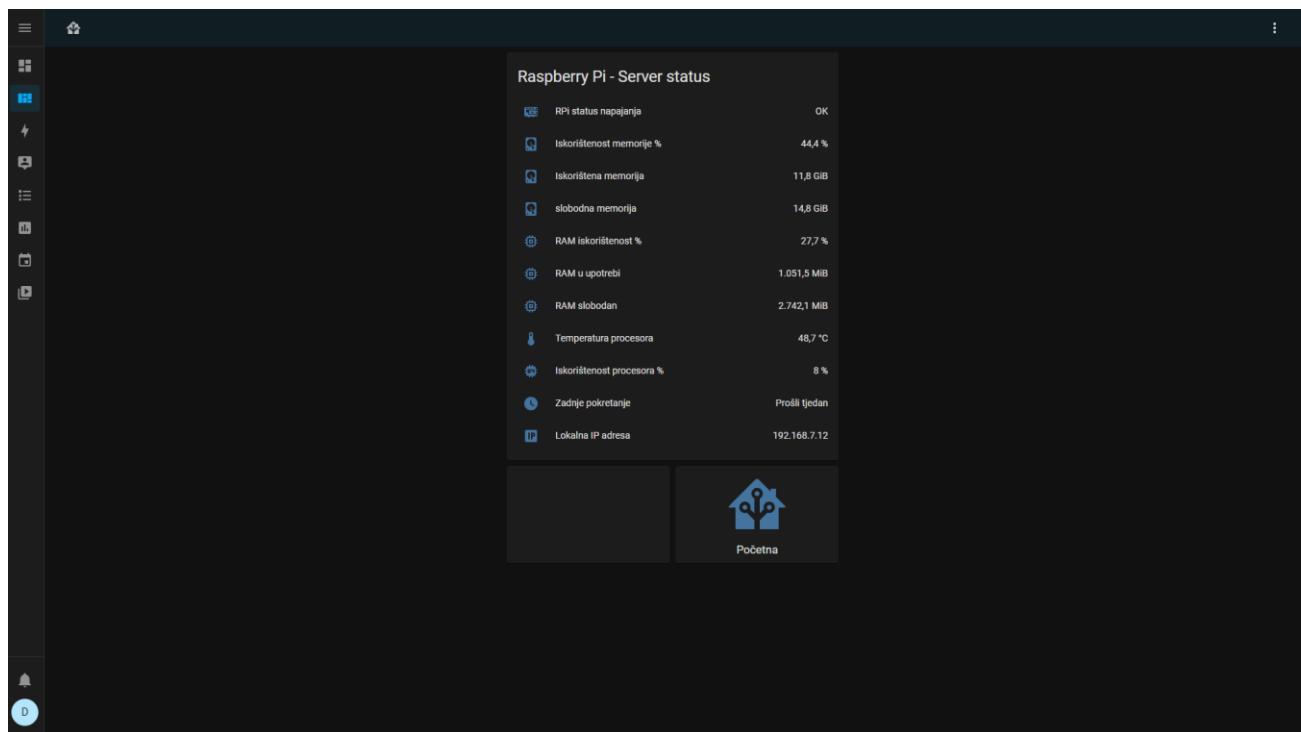 Raspberry Pi - Server status
RPi status napajanja OK
Iskorištenost memorije % 44,4 %
Iskorištena memorija 11,8 GiB
slobodna memorija 14,8 GiB
RAM iskorištenost % 27,7 %
RAM u upotrebi 1.051,5 MiB
RAM slobodan 2.742,1 MiB
Temperatura procesora 48,7 °C
Iskorištenost procesora % 8 %
Zadnje pokretanje Prošli tjedan
Lokalna IP adresa 192.168.7.12
Početna
D